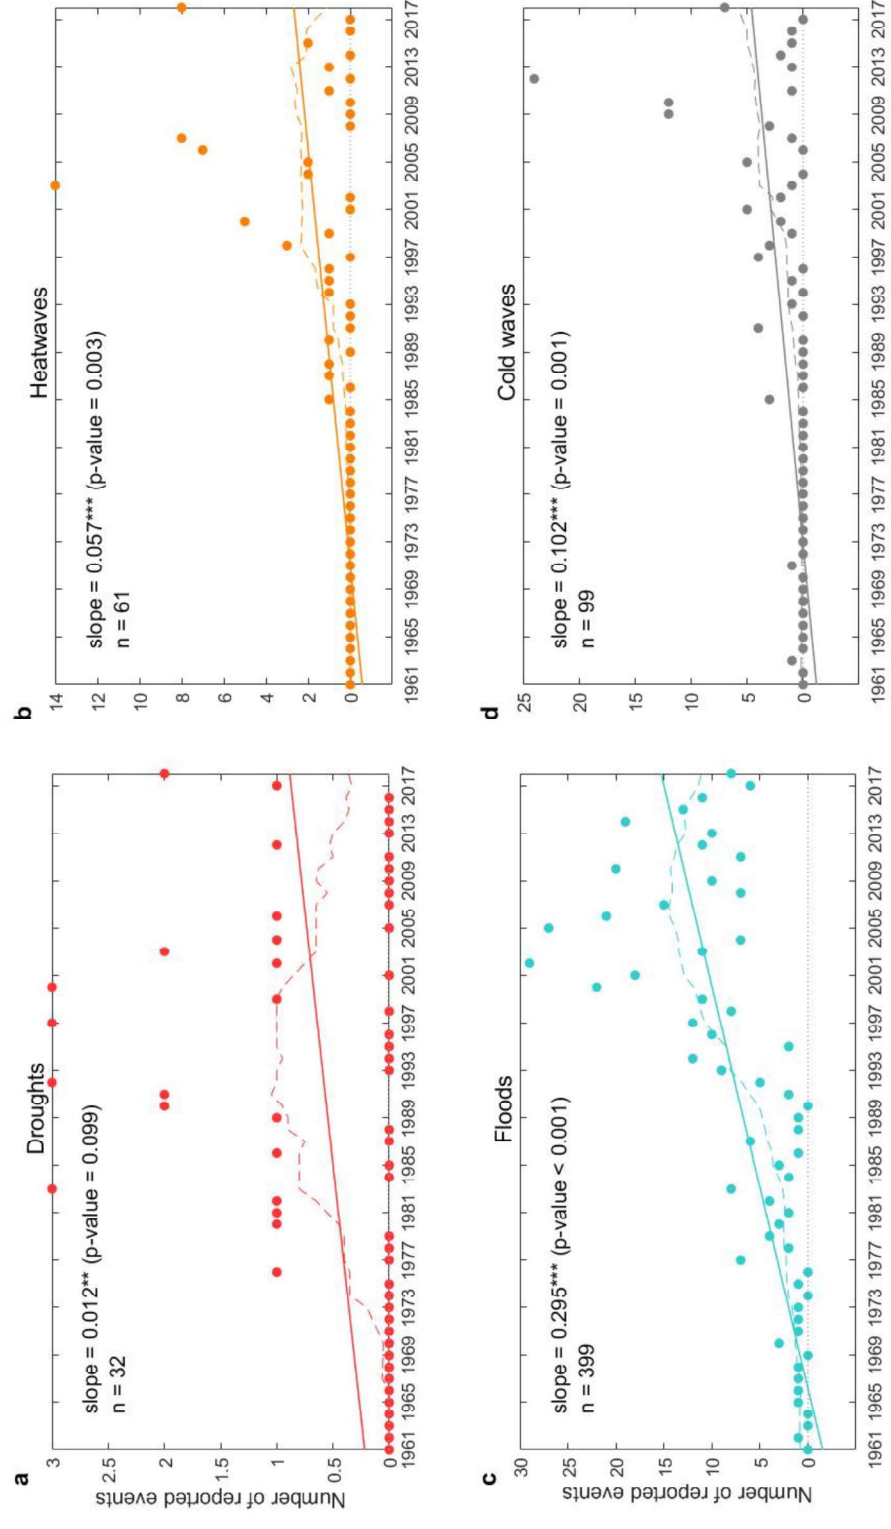 a
Droughts
slope = 0.012** (p-value = 0.099)
n = 32
Number of reported events
3
2.5
2
1.5
1
0.5
0
1961 1965 1969 1973 1977 1981 1985 1989 1993 1997 2001 2005 2009 2013 2017
b
Heatwaves
slope = 0.057*** (p-value = 0.003)
n = 61
14
12
10
8
6
4
2
0
1961 1965 1969 1973 1977 1981 1985 1989 1993 1997 2001 2005 2009 2013 2017
c
Floods
slope = 0.295*** (p-value < 0.001)
n = 399
Number of reported events
30
25
20
15
10
5
0
1961 1965 1969 1973 1977 1981 1985 1989 1993 1997 2001 2005 2009 2013 2017
d
Cold waves
slope = 0.102*** (p-value = 0.001)
n = 99
25
20
15
10
5
0
1961 1965 1969 1973 1977 1981 1985 1989 1993 1997 2001 2005 2009 2013 2017